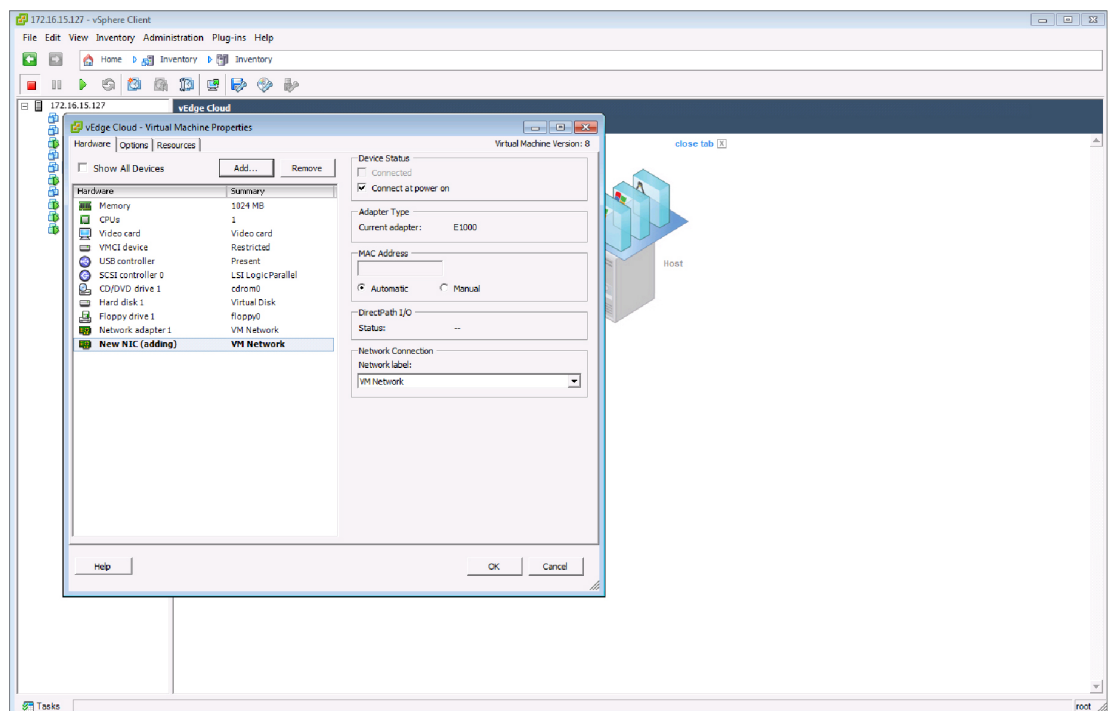 172.16.15.127 - vSphere Client
File Edit View Inventory Administration Plug-ins Help
Home Inventory Inventory
172.16.15.127
vEdge Cloud
close tab X
Host
vEdge Cloud - Virtual Machine Properties
Hardware Options Resources
Virtual Machine Version: 8
Show All Devices Add... Remove
Hardware Summary
Memory 1024 MB
CPUs 1
Video card Video card
VMCI device Restricted
USB controller Present
SCSI controller 0 LSI Logic Parallel
CD/DVD drive 1 cdrom0
Hard disk 1 Virtual Disk
Floppy drive 1 floppy0
Network adapter 1 VM Network
New NIC (adding) VM Network
Device Status
Connected
Connect at power on
Adapter Type
Current adapter: E1000
MAC Address
Automatic Manual
DirectPath I/O
Status: --
Network Connection
Network label:
VM Network
Help OK Cancel
Tasks
root